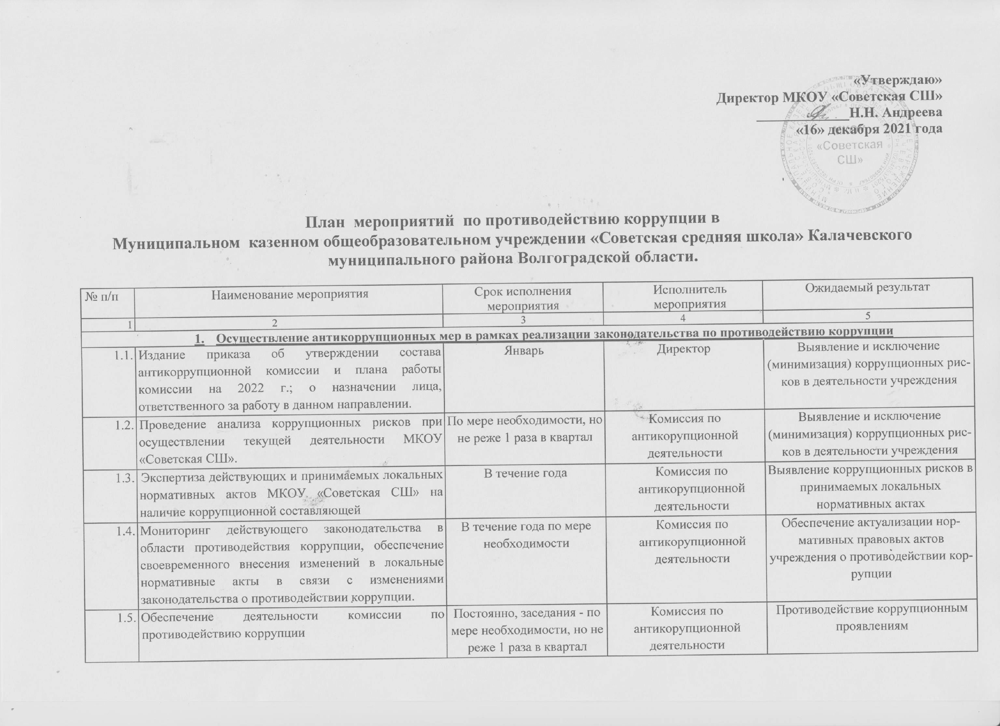 «Утверждаю»
Директор МКОУ «Советская СШ»
Н.Н. Андреева
«16» декабря 2021 года
МКОУ
«Советская
СШ»
План мероприятий по противодействию коррупции в
Муниципальном казенном общеобразовательном учреждении «Советская средняя школа» Калачевского
муниципального района Волгоградской области.
№ п/п
Наименование мероприятия
Срок исполнения
мероприятия
Исполнитель
мероприятия
Ожидаемый результат
1
2
3
4
5
1. Осуществление антикоррупционных мер в рамках реализации законодательства по противодействию коррупции
1.1.
Издание приказа об утверждении состава
антикоррупционной комиссии и плана работы
комиссии на 2022 г.; о назначении лица,
ответственного за работу в данном направлении.
Январь
Директор
Выявление и исключение
(минимизация) коррупционных рис-
ков в деятельности учреждения
1.2.
Проведение анализа коррупционных рисков при
осуществлении текущей деятельности МКОУ
«Советская СШ».
По мере необходимости, но
не реже 1 раза в квартал
Комиссия по
антикорупционной
деятельности
Выявление и исключение
(минимизация) коррупционных рис-
ков в деятельности учреждения
1.3.
Экспертиза действующих и принимаемых локальных
нормативных актов МКОУ «Советская СШ» на
наличие коррупционной составляющей
В течение года
Комиссия по
антикорупционной
деятельности
Выявление коррупционных рисков в
принимаемых локальных
нормативных актах
1.4.
Мониторинг действующего законодательства в
области противодействия коррупции, обеспечение
своевременного внесения изменений в локальные
нормативные акты в связи с изменениями
законодательства о противодействии коррупции.
В течение года по мере
необходимости
Комиссия по
антикорупционной
деятельности
Обеспечение актуализации нор-
мативных правовых актов
учреждения о противодействии кор-
рупции
1.5.
Обеспечение деятельности комиссии по
противодействию коррупции
Постоянно, заседания - по
мере необходимости, но не
реже 1 раза в квартал
Комиссия по
антикорупционной
деятельности
Противодействие коррупционным
проявлениям